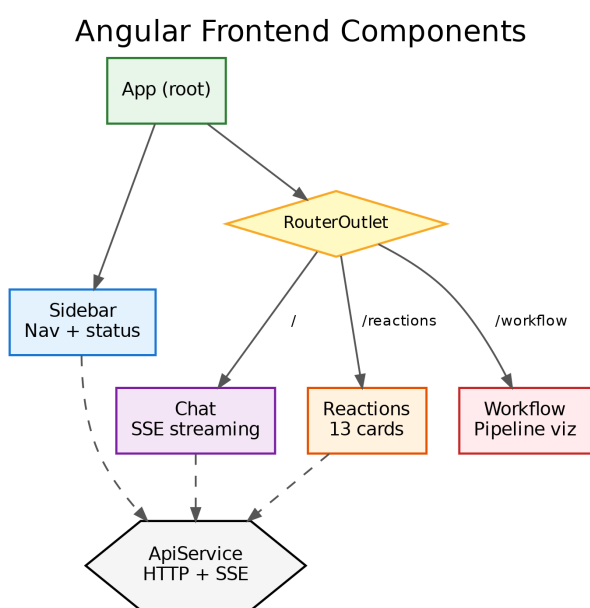 Angular Frontend Components
App (root)
RouterOutlet
Sidebar
Nav + status
/
/reactions
/workflow
Chat
SSE streaming
Reactions
13 cards
Workflow
Pipeline viz
ApiService
HTTP + SSE